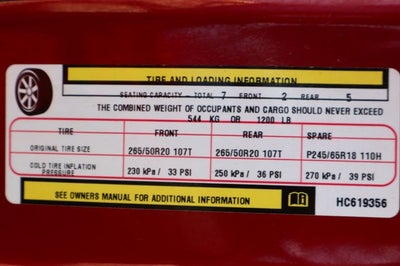 TIRE AND LOADING INFORMATION
SEATING CAPACITY - TOTAL 7 FRONT 2 REAR 5
THE COMBINED WEIGHT OF OCCUPANTS AND CARGO SHOULD NEVER EXCEED
544 KG OR 1200 LB
TIRE FRONT REAR SPARE
ORIGINAL TIRE SIZE 265/50R20 107T 265/50R20 107T P245/65R18 110H
COLD TIRE INFLATION PRESSURE 230 kPa / 33 PSI 250 kPa / 36 PSI 270 kPa / 39 PSI
SEE OWNERS MANUAL FOR ADDITIONAL INFORMATION
HC619356